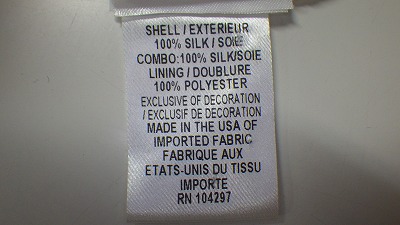 SHELL / EXTERIEUR
100% SILK / SOIE
COMBO:100% SILK/SOIE
LINING / DOUBLURE
100% POLYESTER
EXCLUSIVE OF DECORATION
/ EXCLUSIF DE DECORATION
MADE IN THE USA OF
IMPORTED FABRIC
FABRIQUE AUX
ETATS-UNIS DU TISSU
IMPORTE
RN 104297